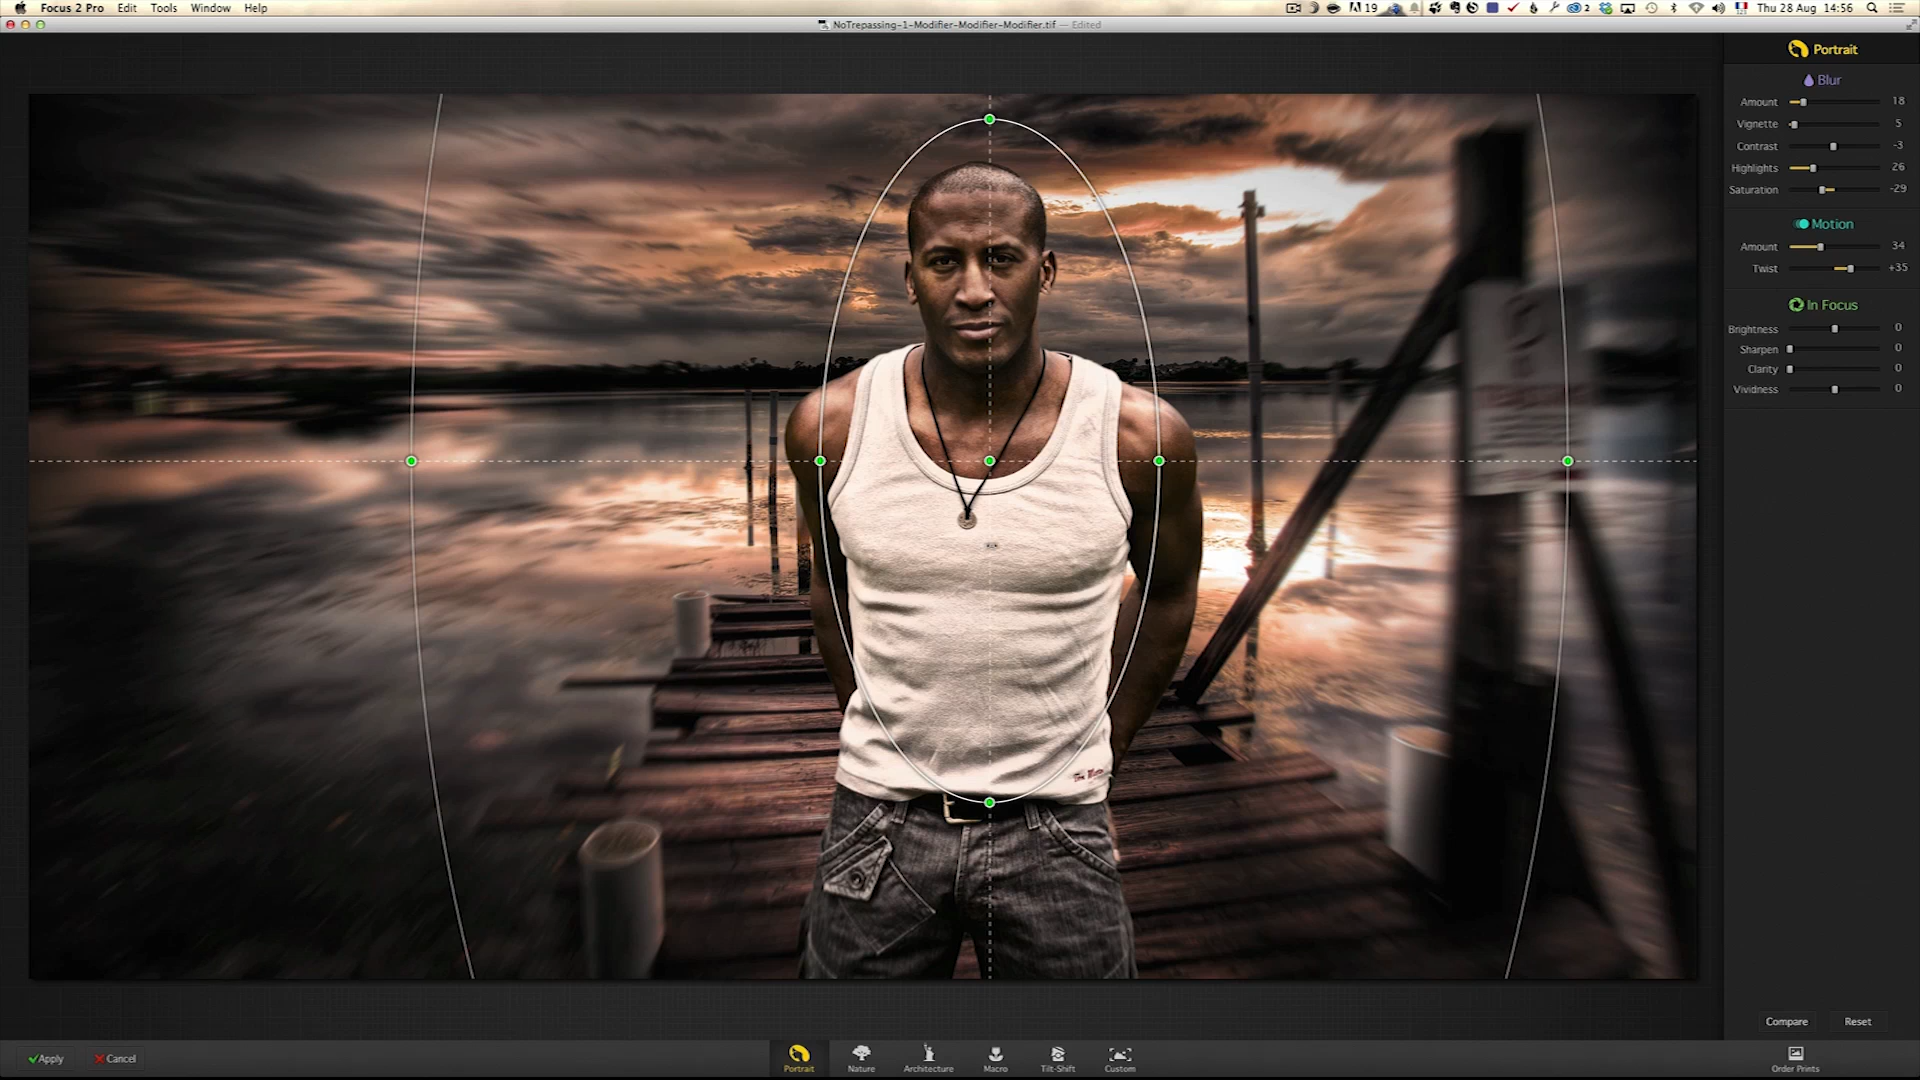 Focus 2 Pro Edit Tools Window Help
19 2 Thu 28 Aug 14:56
NoTrepassing-1-Modifier-Modifier-Modifier.tif — Edited
Portrait
Blur
Amount 18
Vignette 5
Contrast -3
Highlights 26
Saturation -29
Motion
Amount 34
Twist +35
In Focus
Brightness 0
Sharpen 0
Clarity 0
Vividness 0
Compare Reset
Apply Cancel
Portrait Nature Architecture Macro Tilt-Shift Custom
Order Prints